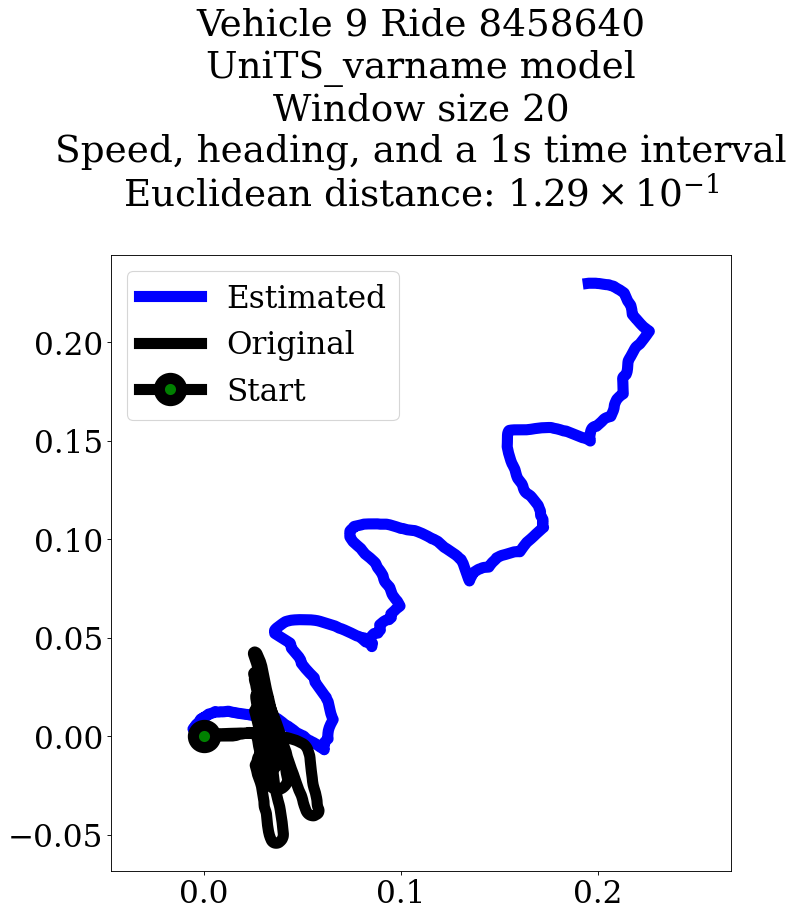 Vehicle 9 Ride 8458640
UniTS_varname model
Window size 20
Speed, heading, and a 1s time interval
Euclidean distance: $1.29 \times 10^{-1}$
Estimated
Original
Start
0.20
0.15
0.10
0.05
0.00
−0.05
0.0 0.1 0.2